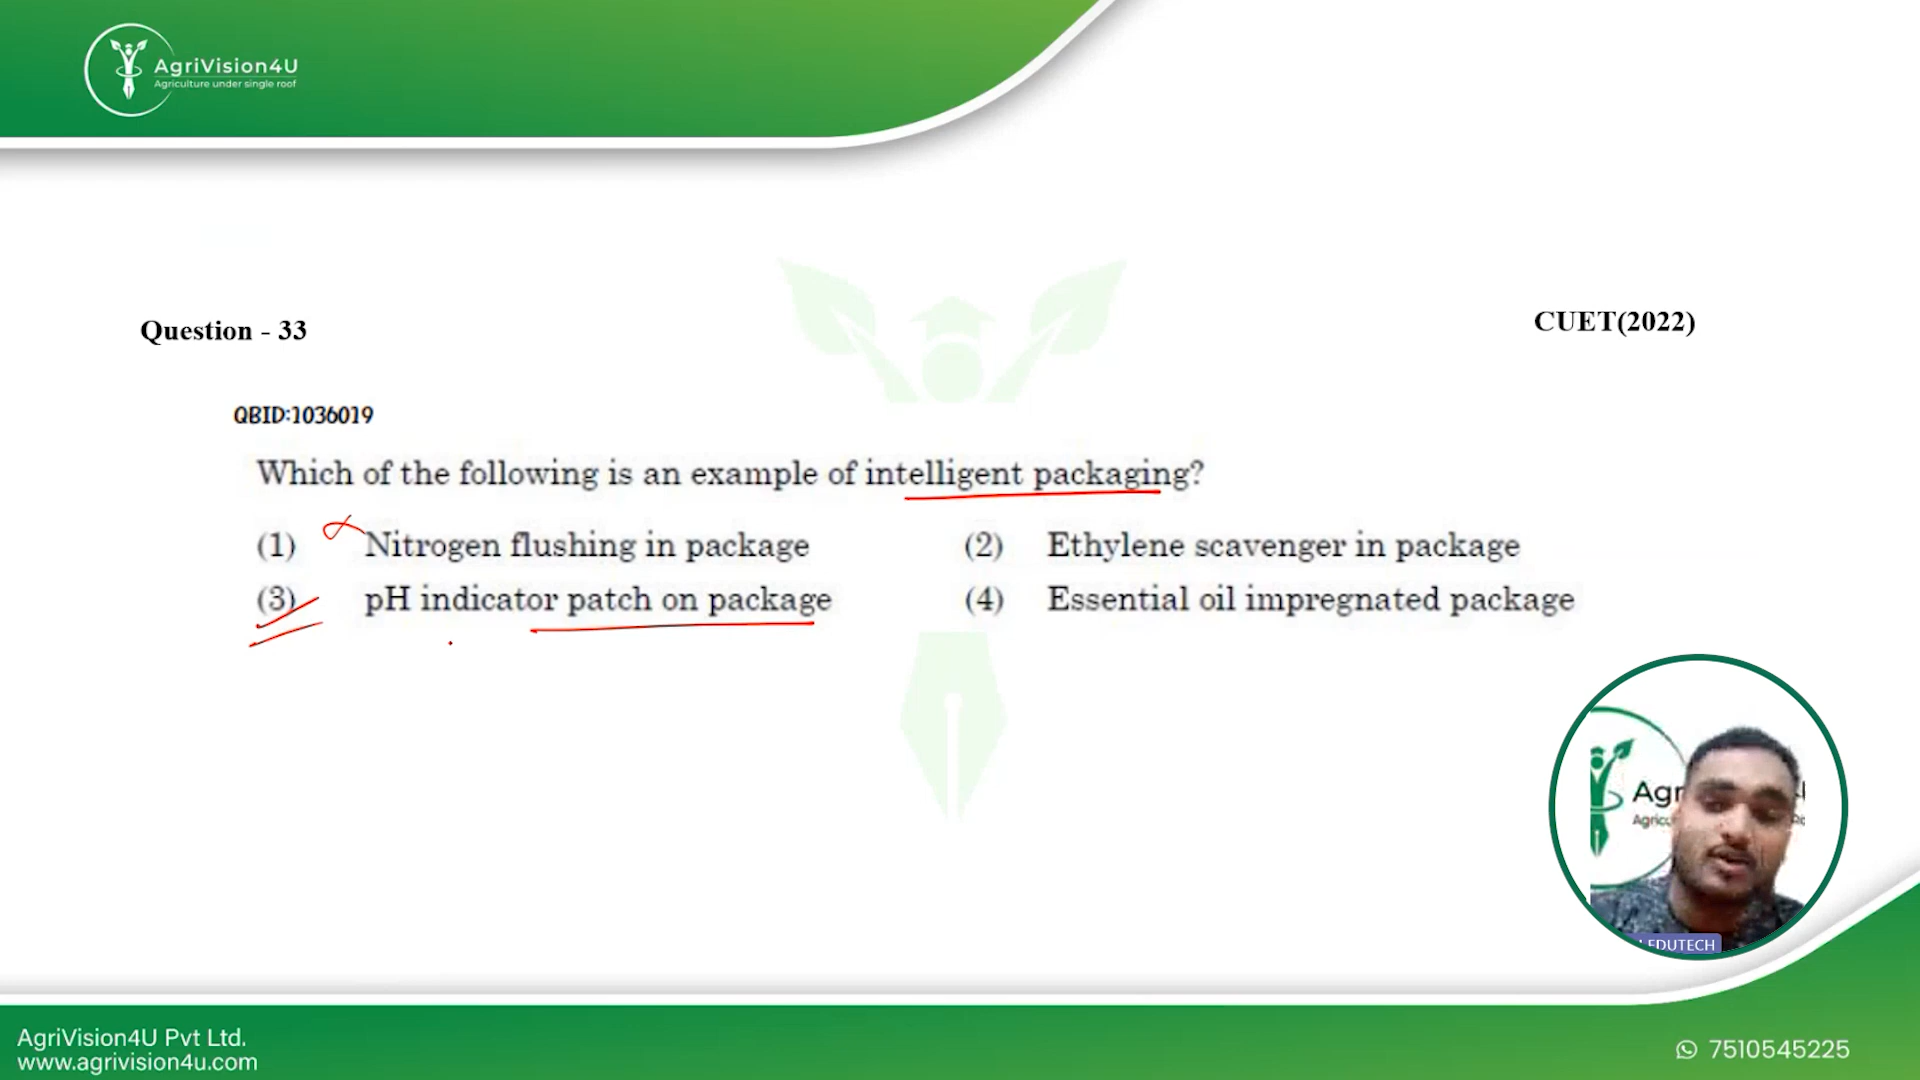 AgriVision4U
Agriculture under single roof
Question - 33
CUET(2022)
QBID:1036019
Which of the following is an example of intelligent packaging?
(1) Nitrogen flushing in package (2) Ethylene scavenger in package
(3) pH indicator patch on package (4) Essential oil impregnated package
EDUTECH
AgriVision4U Pvt Ltd.
www.agrivision4u.com
7510545225